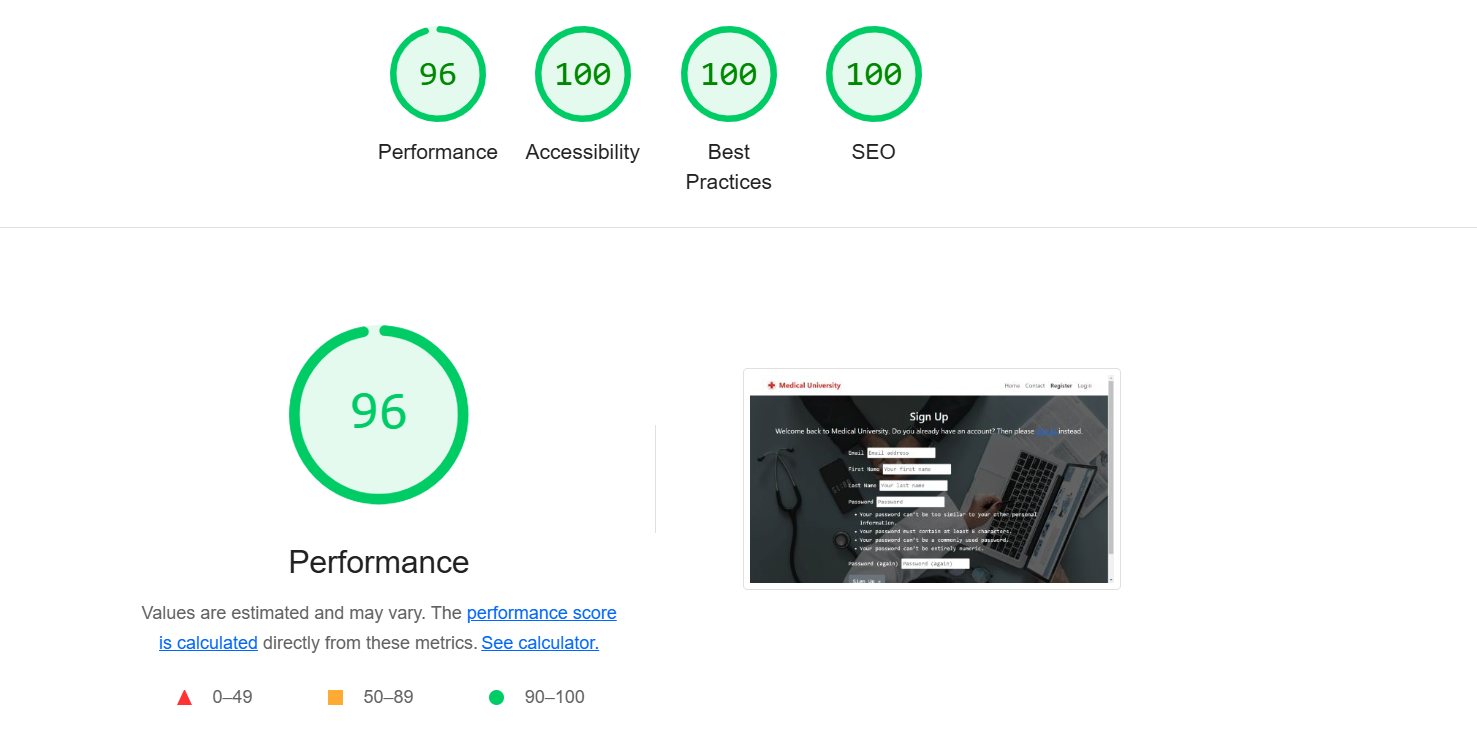 96
100
100
100
Performance
Accessibility
Best
Practices
SEO
96
Performance
Values are estimated and may vary. The performance score
is calculated directly from these metrics. See calculator.
0–49
50–89
90–100
Medical University
Home Contact Register Login
Sign Up
Welcome back to Medical University. Do you already have an account? Then please instead.
Email Email address
First Name Your first name
Last Name Your last name
Password Password
• Your password can't be too similar to your other personal
information.
• Your password must contain at least 8 characters.
• Your password can't be a commonly used password.
• Your password can't be entirely numeric.
Password (again) Password (again)
Sign Up »